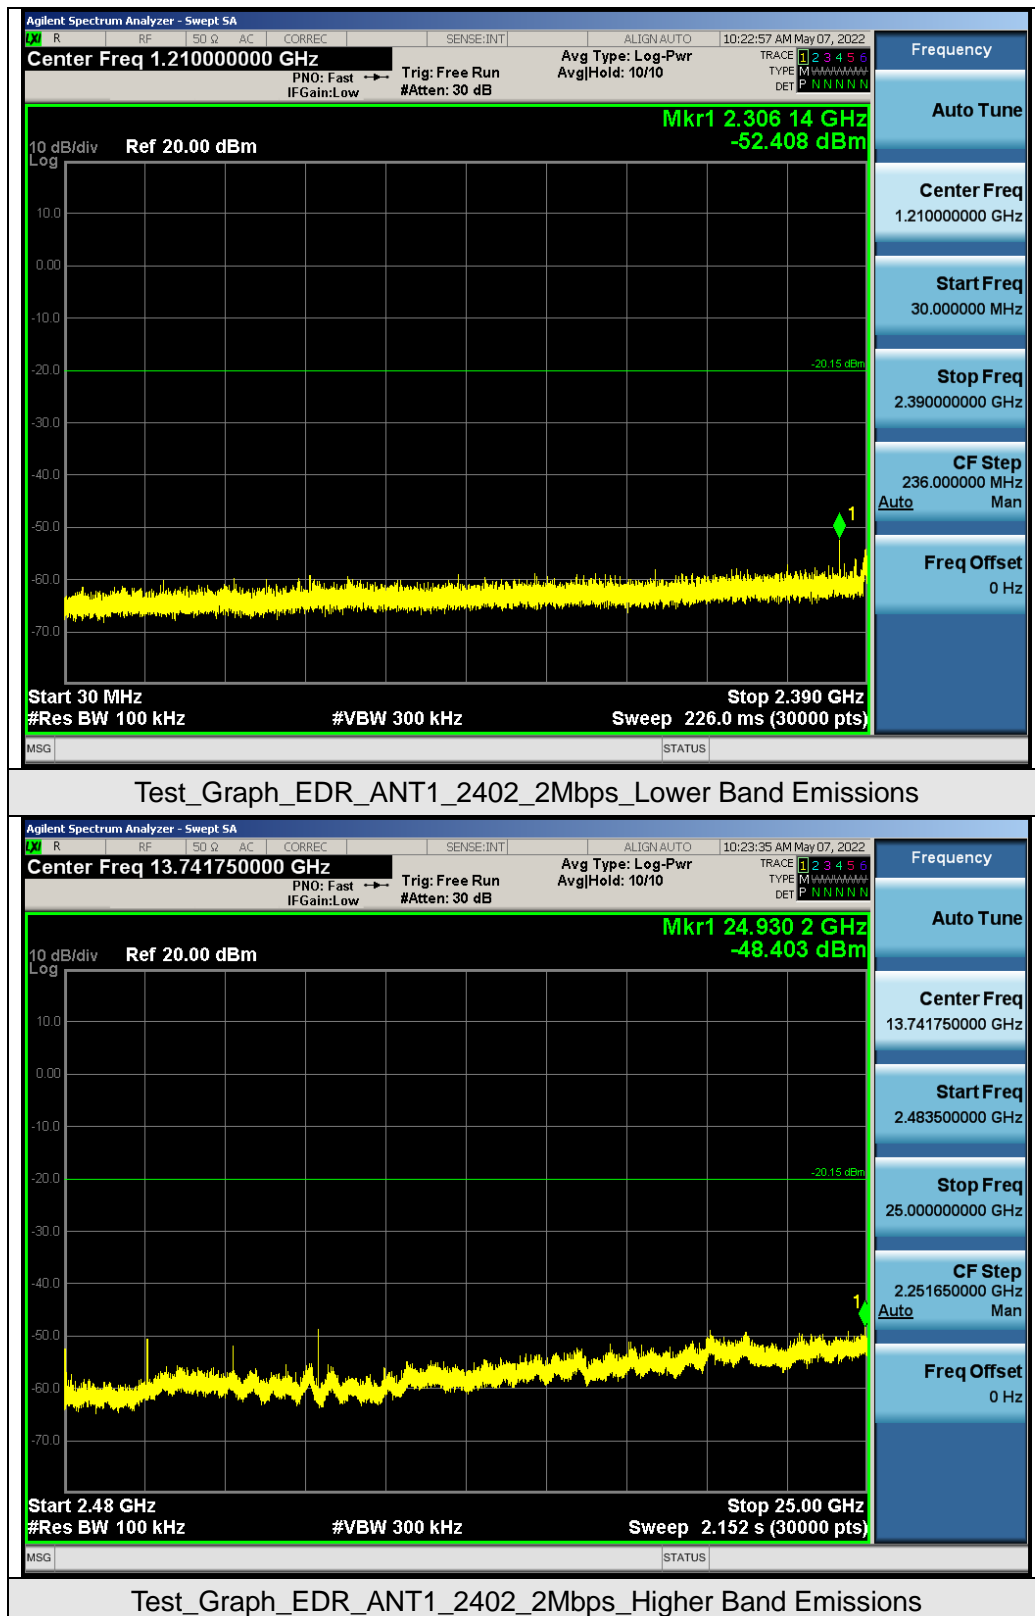 Agilent Spectrum Analyzer - Swept SA
LXI R RF 50 Ω AC CORREC SENSE:INT ALIGN AUTO 10:22:57 AM May 07, 2022
Center Freq 1.210000000 GHz
PNO: Fast
IFGain:Low
Trig: Free Run
#Atten: 30 dB
Avg Type: Log-Pwr
Avg|Hold: 10/10
TRACE 1 2 3 4 5 6
TYPE M
DET P N N N N N
Mkr1 2.306 14 GHz
-52.408 dBm
10 dB/div Ref 20.00 dBm
Log
10.0
0.00
-10.0
-20.0
-20.15 dBm
-30.0
-40.0
-50.0
1
-60.0
-70.0
Start 30 MHz Stop 2.390 GHz
#Res BW 100 kHz #VBW 300 kHz Sweep 226.0 ms (30000 pts)
MSG STATUS
Frequency
Auto Tune
Center Freq
1.210000000 GHz
Start Freq
30.000000 MHz
Stop Freq
2.390000000 GHz
CF Step
236.000000 MHz
Auto Man
Freq Offset
0 Hz
Test_Graph_EDR_ANT1_2402_2Mbps_Lower Band Emissions
Agilent Spectrum Analyzer - Swept SA
LXI R RF 50 Ω AC CORREC SENSE:INT ALIGN AUTO 10:23:35 AM May 07, 2022
Center Freq 13.741750000 GHz
PNO: Fast
IFGain:Low
Trig: Free Run
#Atten: 30 dB
Avg Type: Log-Pwr
Avg|Hold: 10/10
TRACE 1 2 3 4 5 6
TYPE M
DET P N N N N N
Mkr1 24.930 2 GHz
-48.403 dBm
10 dB/div Ref 20.00 dBm
Log
10.0
0.00
-10.0
-20.0
-20.15 dBm
-30.0
-40.0
1
-50.0
-60.0
-70.0
Start 2.48 GHz Stop 25.00 GHz
#Res BW 100 kHz #VBW 300 kHz Sweep 2.152 s (30000 pts)
MSG STATUS
Frequency
Auto Tune
Center Freq
13.741750000 GHz
Start Freq
2.483500000 GHz
Stop Freq
25.000000000 GHz
CF Step
2.251650000 GHz
Auto Man
Freq Offset
0 Hz
Test_Graph_EDR_ANT1_2402_2Mbps_Higher Band Emissions